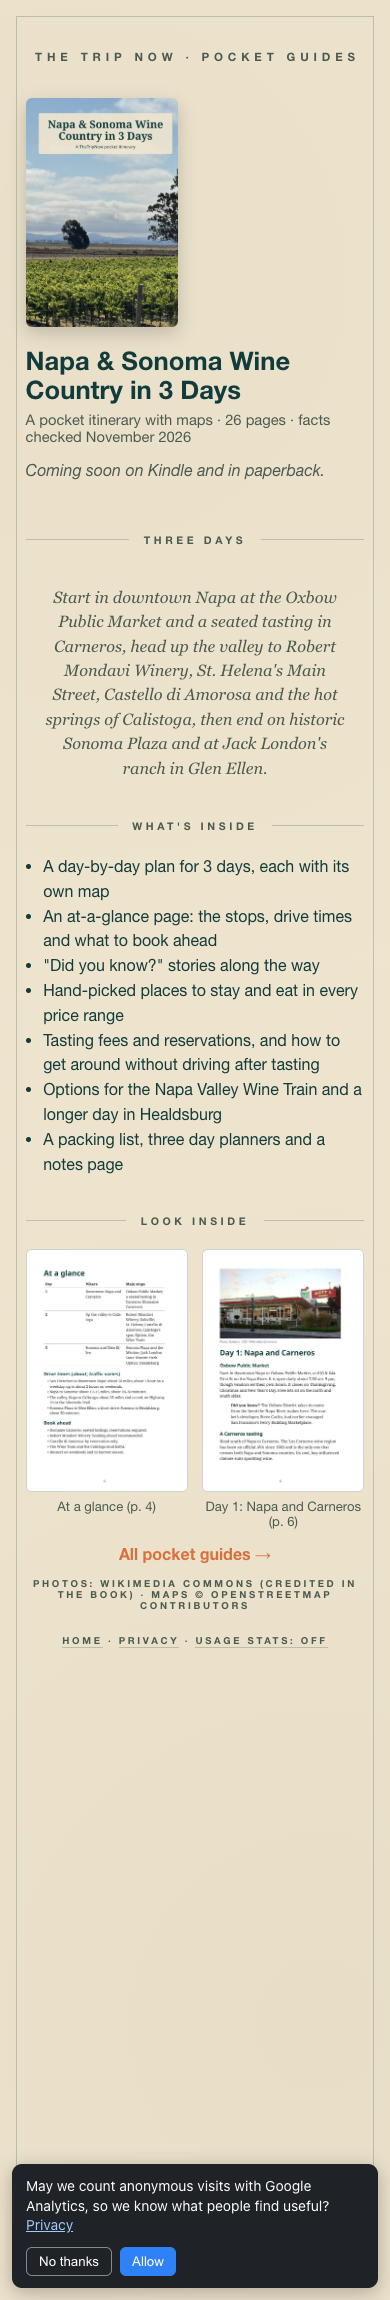 THE TRIP NOW · POCKET GUIDES
Napa & Sonoma Wine
Country in 3 Days
A TheTripNow pocket itinerary
Napa & Sonoma Wine
Country in 3 Days
A pocket itinerary with maps · 26 pages · facts
checked November 2026
Coming soon on Kindle and in paperback.
THREE DAYS
Start in downtown Napa at the Oxbow
Public Market and a seated tasting in
Carneros, head up the valley to Robert
Mondavi Winery, St. Helena's Main
Street, Castello di Amorosa and the hot
springs of Calistoga, then end on historic
Sonoma Plaza and at Jack London's
ranch in Glen Ellen.
WHAT'S INSIDE
• A day-by-day plan for 3 days, each with its
own map
• An at-a-glance page: the stops, drive times
and what to book ahead
• "Did you know?" stories along the way
• Hand-picked places to stay and eat in every
price range
• Tasting fees and reservations, and how to
get around without driving after tasting
• Options for the Napa Valley Wine Train and a
longer day in Healdsburg
• A packing list, three day planners and a
notes page
LOOK INSIDE
At a glance
Day Where Main stops
Book ahead
At a glance (p. 4)
Day 1: Napa and Carneros
Oxbow Public Market
A Carneros tasting
Day 1: Napa and Carneros
(p. 6)
All pocket guides →
PHOTOS: WIKIMEDIA COMMONS (CREDITED IN
THE BOOK) · MAPS © OPENSTREETMAP
CONTRIBUTORS
HOME · PRIVACY · USAGE STATS: OFF
May we count anonymous visits with Google
Analytics, so we know what people find useful?
Privacy
No thanks
Allow